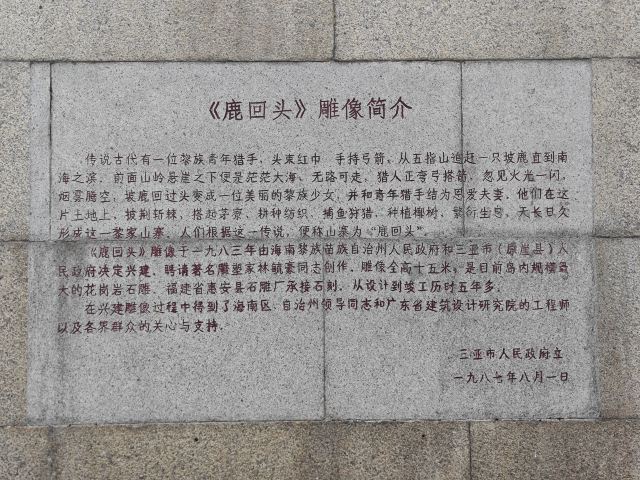 《鹿回头》雕像简介
传说古代有一位黎族青年猎手，头束红巾　手持弓箭，从五指山追赶一只坡鹿直到南
海之滨，前面山岭悬崖之下便是茫茫大海，无路可走，猎人正弯弓搭箭，忽见火光一闪，
烟雾腾空，坡鹿回过头变成一位美丽的黎族少女，并和青年猎手结为恩爱夫妻，他们在这
片土地上，披荆斩棘，搭起茅寮，耕种纺织，捕鱼狩猎，种植椰树，繁衍生息，天长日久
形成这一黎家山寨，人们根据这一传说，便称山寨为“鹿回头”。
《鹿回头》雕像于一九八三年由海南黎族苗族自治州人民政府和三亚市（原崖县）人
民政府决定兴建，聘请著名雕塑家林毓豪同志创作，雕像全高十五米，是目前岛内规模最
大的花岗岩石雕，福建省惠安县石雕厂承接石刻，从设计到竣工历时五年多。
在兴建雕像过程中得到了海南区、自治州领导同志和广东省建筑设计研究院的工程师
以及各界群众的关心与支持。
三亚市人民政府立
一九八七年八月一日